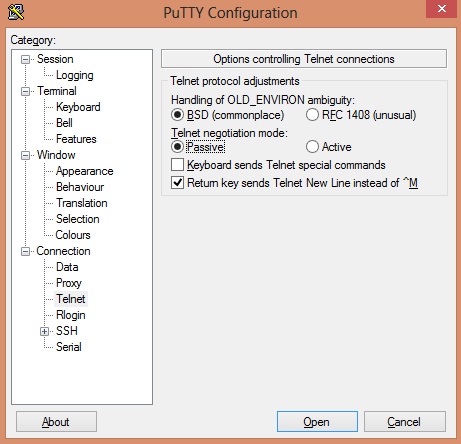 PuTTY Configuration
Category:
Session
Logging
Terminal
Keyboard
Bell
Features
Window
Appearance
Behaviour
Translation
Selection
Colours
Connection
Data
Proxy
Telnet
Rlogin
SSH
Serial
Options controlling Telnet connections
Telnet protocol adjustments
Handling of OLD_ENVIRON ambiguity:
BSD (commonplace) RFC 1408 (unusual)
Telnet negotiation mode:
Passive Active
Keyboard sends Telnet special commands
Return key sends Telnet New Line instead of ^M
About Open Cancel